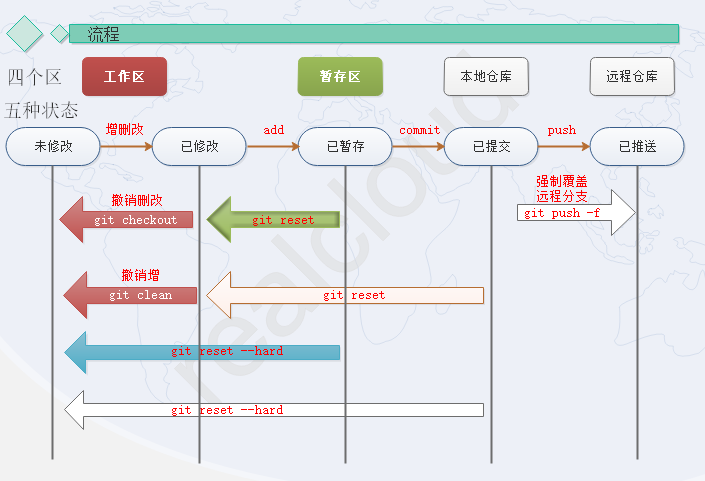 流程
四个区
工作区
暂存区
本地仓库
远程仓库
五种状态
增删改
add
commit
push
未修改
已修改
已暂存
已提交
已推送
撤销删改
git checkout
git reset
强制覆盖
远程分支
git push -f
撤销增
git clean
git reset
git reset --hard
git reset --hard
realcloud